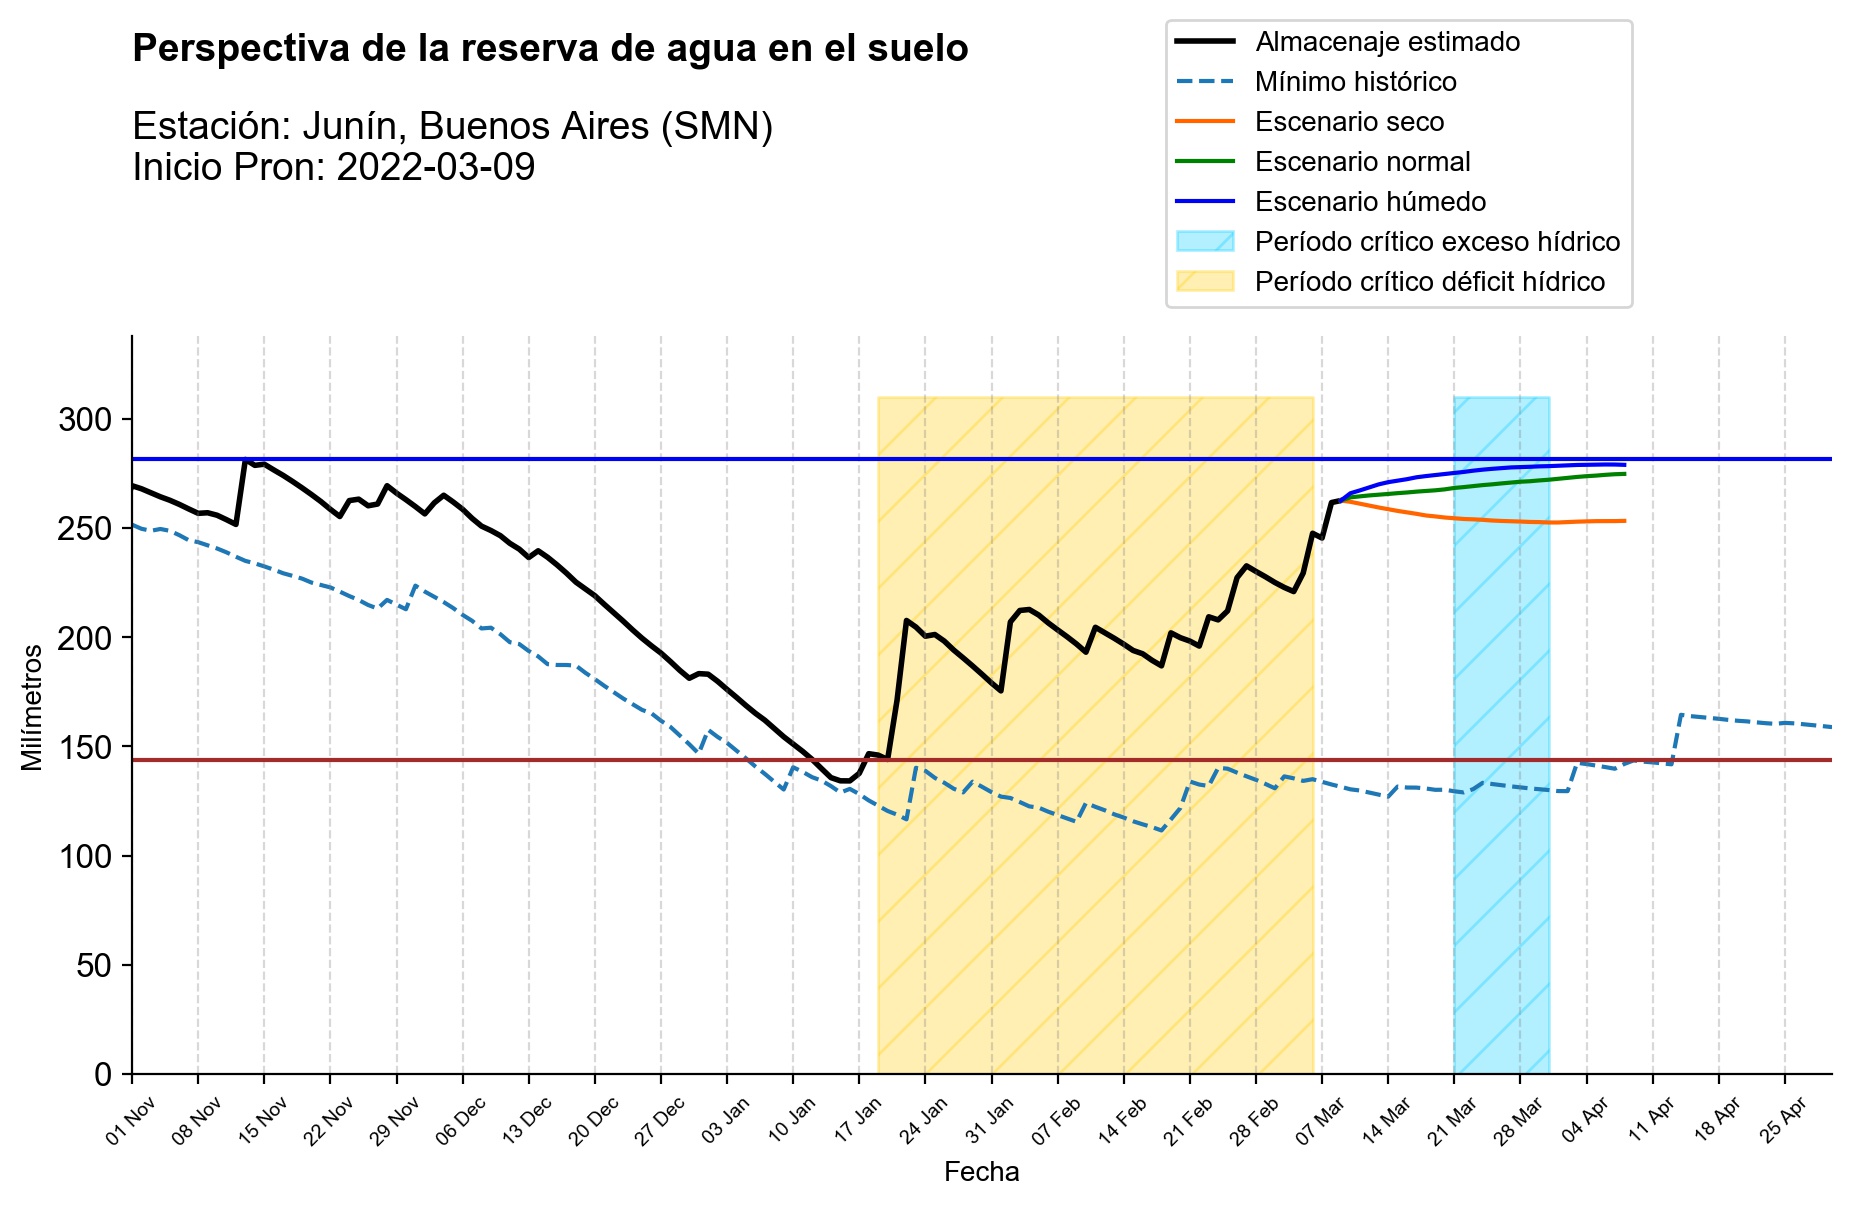 Perspectiva de la reserva de agua en el suelo
Estación: Junín, Buenos Aires (SMN)
Inicio Pron: 2022-03-09
Almacenaje estimado
Mínimo histórico
Escenario seco
Escenario normal
Escenario húmedo
Período crítico exceso hídrico
Período crítico déficit hídrico
Milímetros
300
250
200
150
100
50
0
01 Nov
08 Nov
15 Nov
22 Nov
29 Nov
06 Dec
13 Dec
20 Dec
27 Dec
03 Jan
10 Jan
17 Jan
24 Jan
31 Jan
07 Feb
14 Feb
21 Feb
28 Feb
07 Mar
14 Mar
21 Mar
28 Mar
04 Apr
11 Apr
18 Apr
25 Apr
Fecha